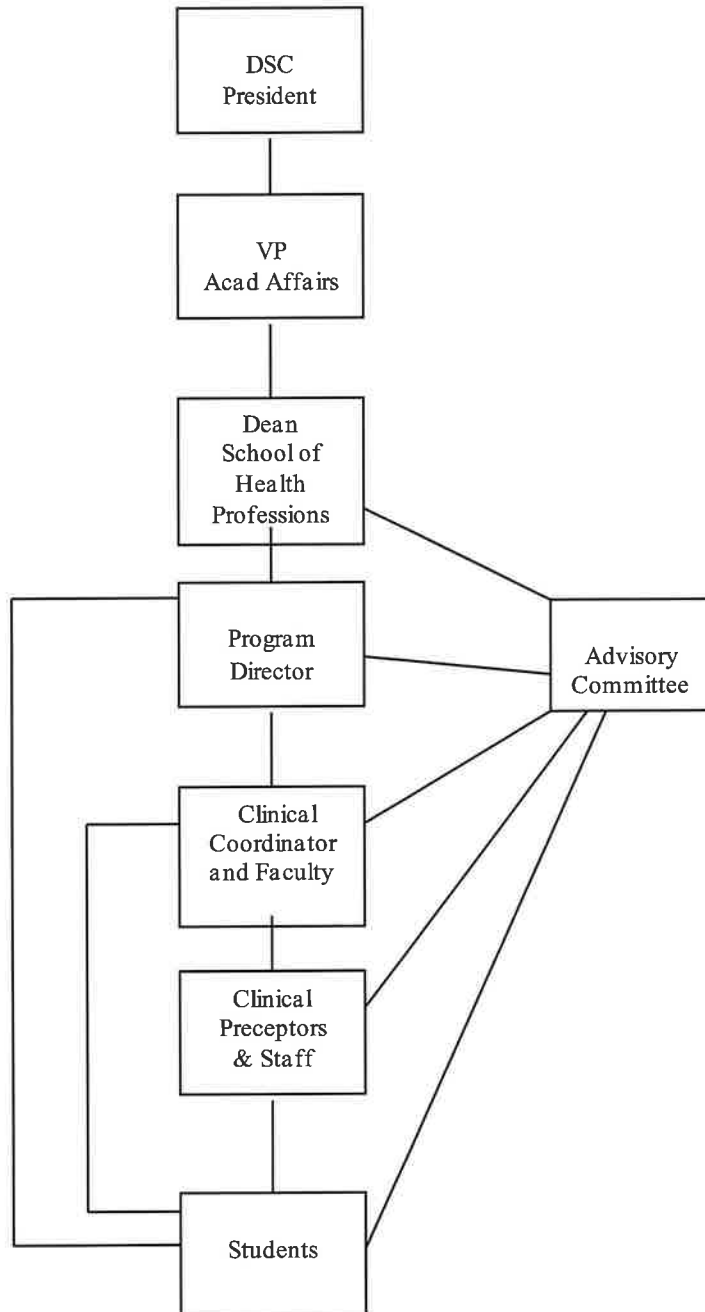 DSC
President
VP
Acad Affairs
Dean
School of
Health
Professions
Program
Director
Advisory
Committee
Clinical
Coordinator
and Faculty
Clinical
Preceptors
& Staff
Students